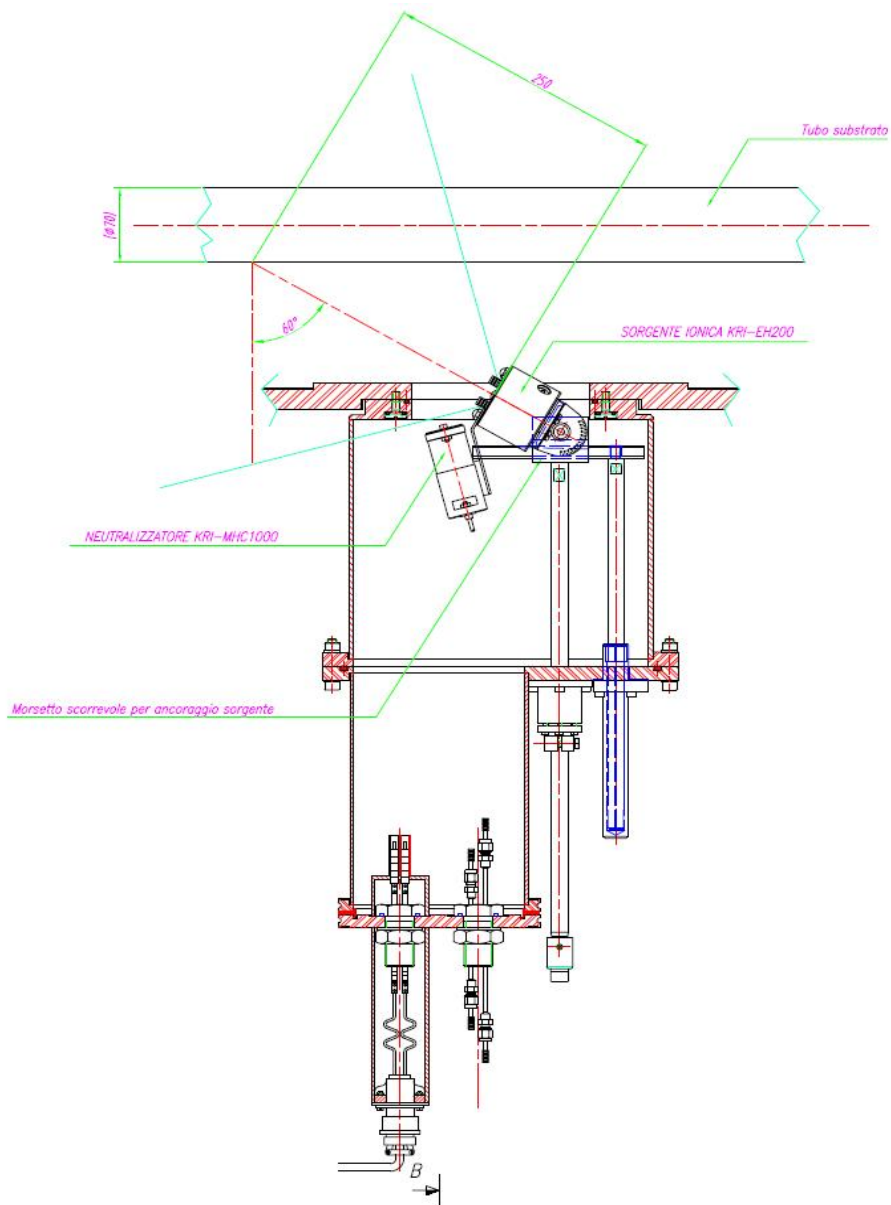 250
Tubo substrato
(Ø70)
60°
SORGENTE IONICA KRI-EH200
NEUTRALIZZATORE KRI-MHC1000
Morsetto scorrevole per ancoraggio sorgente
B